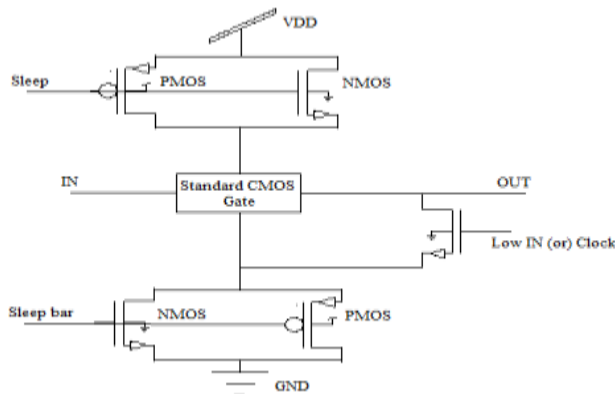 VDD
Sleep
PMOS
NMOS
IN
Standard CMOS
Gate
OUT
Low IN (or) Clock
Sleep bar
NMOS
PMOS
GND